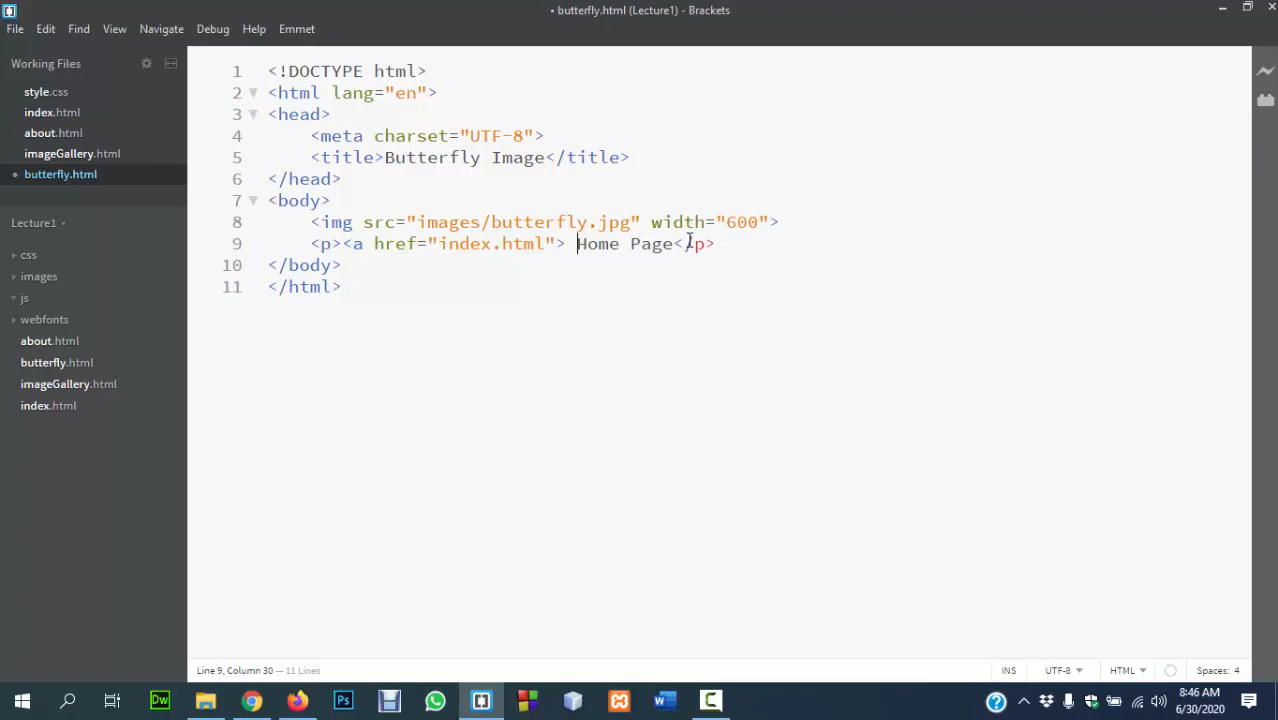 • butterfly.html (Lecture1) - Brackets
File Edit Find View Navigate Debug Help Emmet
Working Files
style.css
index.html
about.html
imageGallery.html
• butterfly.html
Lecture1
css
images
js
webfonts
about.html
butterfly.html
imageGallery.html
index.html
1 <!DOCTYPE html>
2 <html lang="en">
3 <head>
4 <meta charset="UTF-8">
5 <title>Butterfly Image</title>
6 </head>
7 <body>
8 <img src="images/butterfly.jpg" width="600">
9 <p><a href="index.html"> Home Page</p>
10 </body>
11 </html>
Line 9, Column 30 — 11 Lines
INS UTF-8 HTML Spaces: 4
Dw Ps W C
8:46 AM
6/30/2020